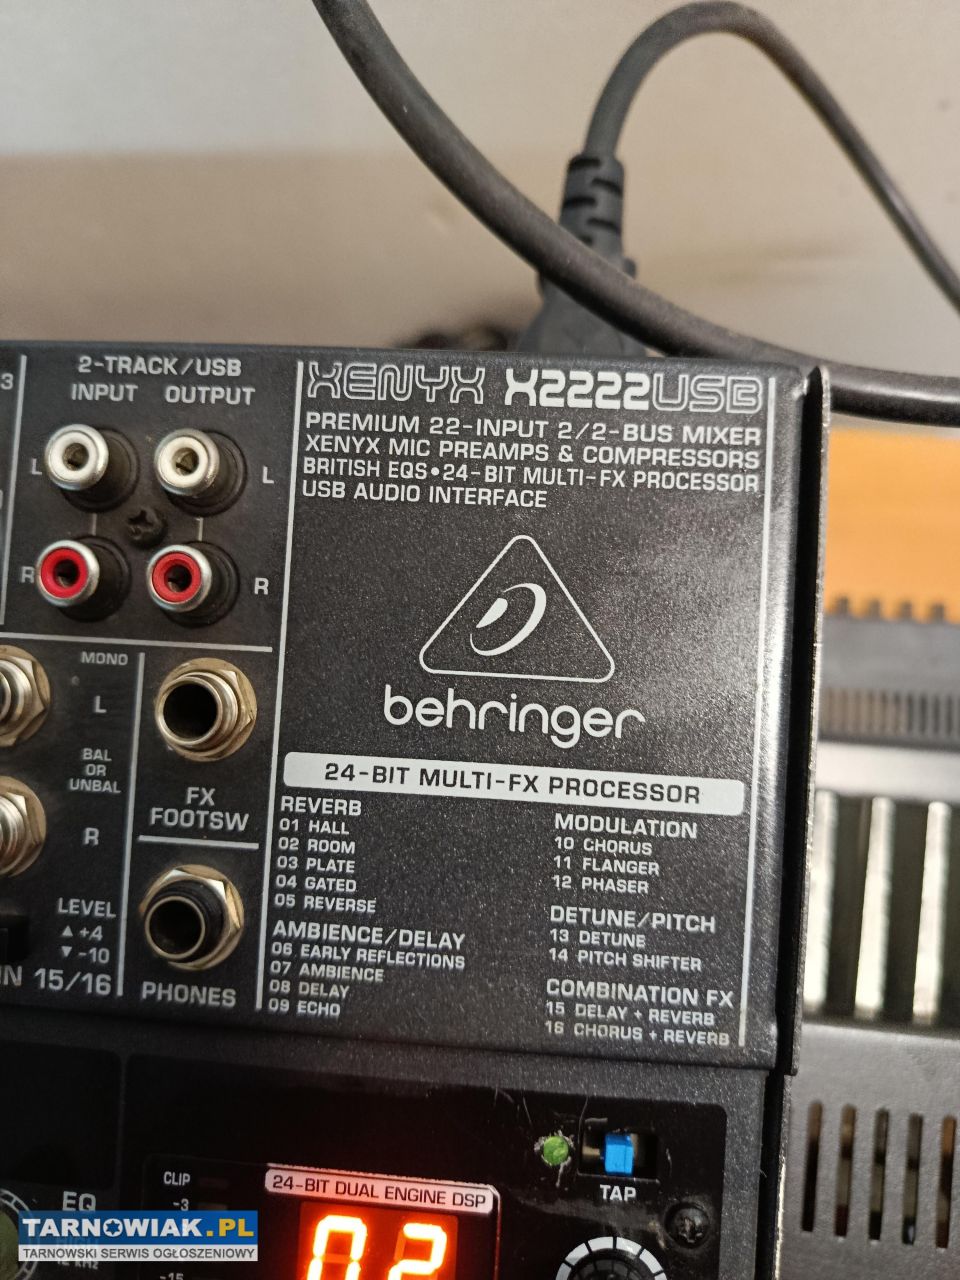 3
2-TRACK/USB
INPUT OUTPUT
L
L
R
R
XENYX X2222USB
PREMIUM 22-INPUT 2/2-BUS MIXER
XENYX MIC PREAMPS & COMPRESSORS
BRITISH EQS•24-BIT MULTI-FX PROCESSOR
USB AUDIO INTERFACE
behringer
MONO
L
BAL
OR
UNBAL
R
LEVEL
▲ +4
▼ -10
IN 15/16
FX
FOOTSW
PHONES
24-BIT MULTI-FX PROCESSOR
REVERB
01 HALL
02 ROOM
03 PLATE
04 GATED
05 REVERSE
AMBIENCE/DELAY
06 EARLY REFLECTIONS
07 AMBIENCE
08 DELAY
09 ECHO
MODULATION
10 CHORUS
11 FLANGER
12 PHASER
DETUNE/PITCH
13 DETUNE
14 PITCH SHIFTER
COMBINATION FX
15 DELAY + REVERB
16 CHORUS + REVERB
TAP
CLIP
-3
-15
24-BIT DUAL ENGINE DSP
02
EQ
12 kHz
TARNOWIAK.PL
TARNOWSKI SERWIS OGŁOSZENIOWY